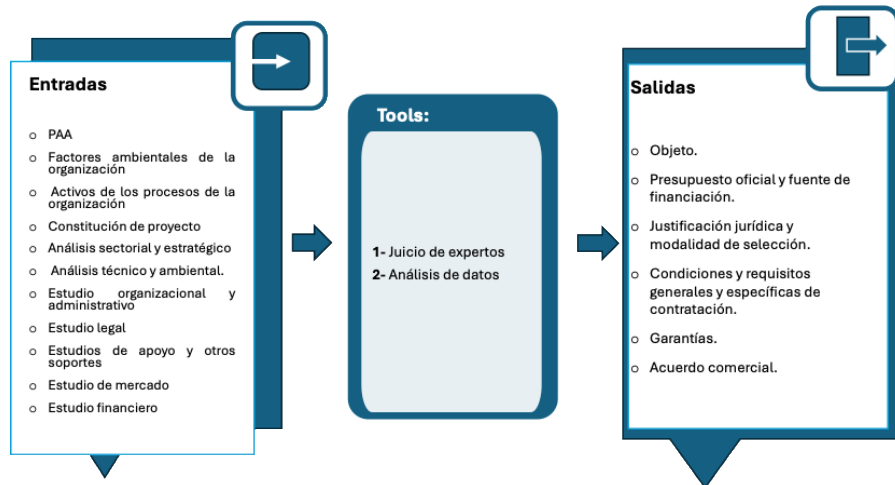 Entradas
o PAA
o Factores ambientales de la
organización
o Activos de los procesos de la
organización
o Constitución de proyecto
o Análisis sectorial y estratégico
o Análisis técnico y ambiental.
o Estudio organizacional y
administrativo
o Estudio legal
o Estudios de apoyo y otros
soportes
o Estudio de mercado
o Estudio financiero
Tools:
1- Juicio de expertos
2- Análisis de datos
Salidas
o Objeto.
o Presupuesto oficial y fuente de
financiación.
o Justificación jurídica y
modalidad de selección.
o Condiciones y requisitos
generales y específicas de
contratación.
o Garantías.
o Acuerdo comercial.